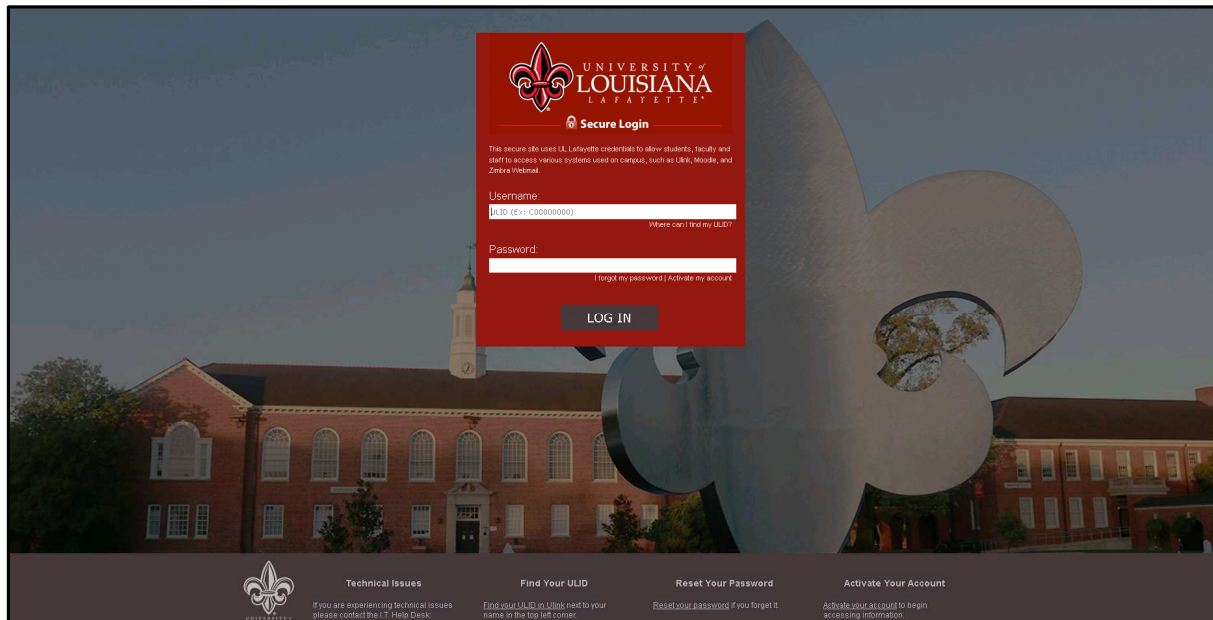 UNIVERSITY of
LOUISIANA
LAFAYETTE®
Secure Login
This secure site uses UL Lafayette credentials to allow students, faculty and
staff to access various systems used on campus, such as Ulink, Moodle, and
Zimbra Webmail.
Username:
ULID (Ex: C00000000)
Where can I find my ULID?
Password:
I forgot my password | Activate my account
LOG IN
Technical Issues
If you are experiencing technical issues
please contact the I.T. Help Desk:
Find Your ULID
Find your ULID in Ulink next to your
name in the top left corner.
Reset Your Password
Reset your password if you forget it.
Activate Your Account
Activate your account to begin
accessing information.
UNIVERSITY of